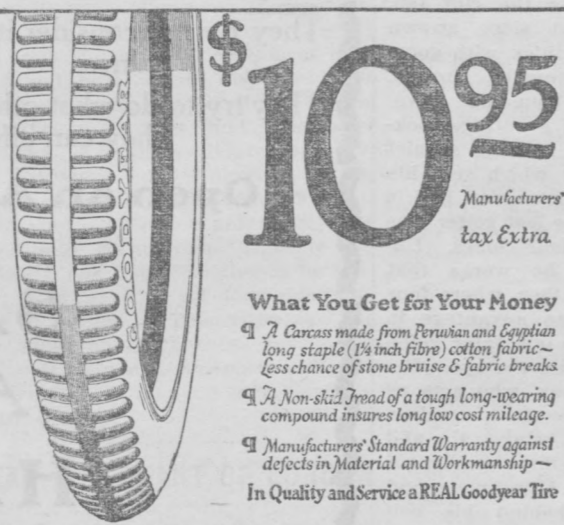 $10 95
Manufacturers'
tax Extra
GOODYEAR
What You Get for Your Money
¶ A Carcass made from Peruvian and Egyptian
long staple (1¼ inch fibre) cotton fabric—
less chance of stone bruise & fabric breaks.
¶ A Non-skid Tread of a tough long-wearing
compound insures long low cost mileage.
¶ Manufacturers' Standard Warranty against
defects in Material and Workmanship—
In Quality and Service a REAL Goodyear Tire